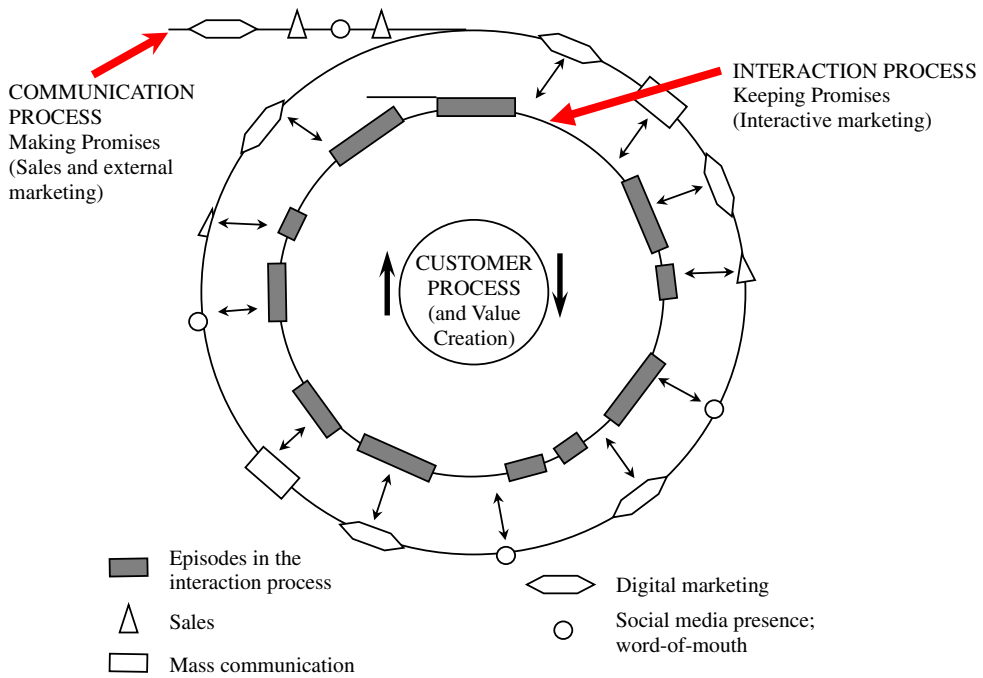 COMMUNICATION
PROCESS
Making Promises
(Sales and external
marketing)
INTERACTION PROCESS
Keeping Promises
(Interactive marketing)
CUSTOMER
PROCESS
(and Value
Creation)
Episodes in the
interaction process
Sales
Mass communication
Digital marketing
Social media presence;
word-of-mouth